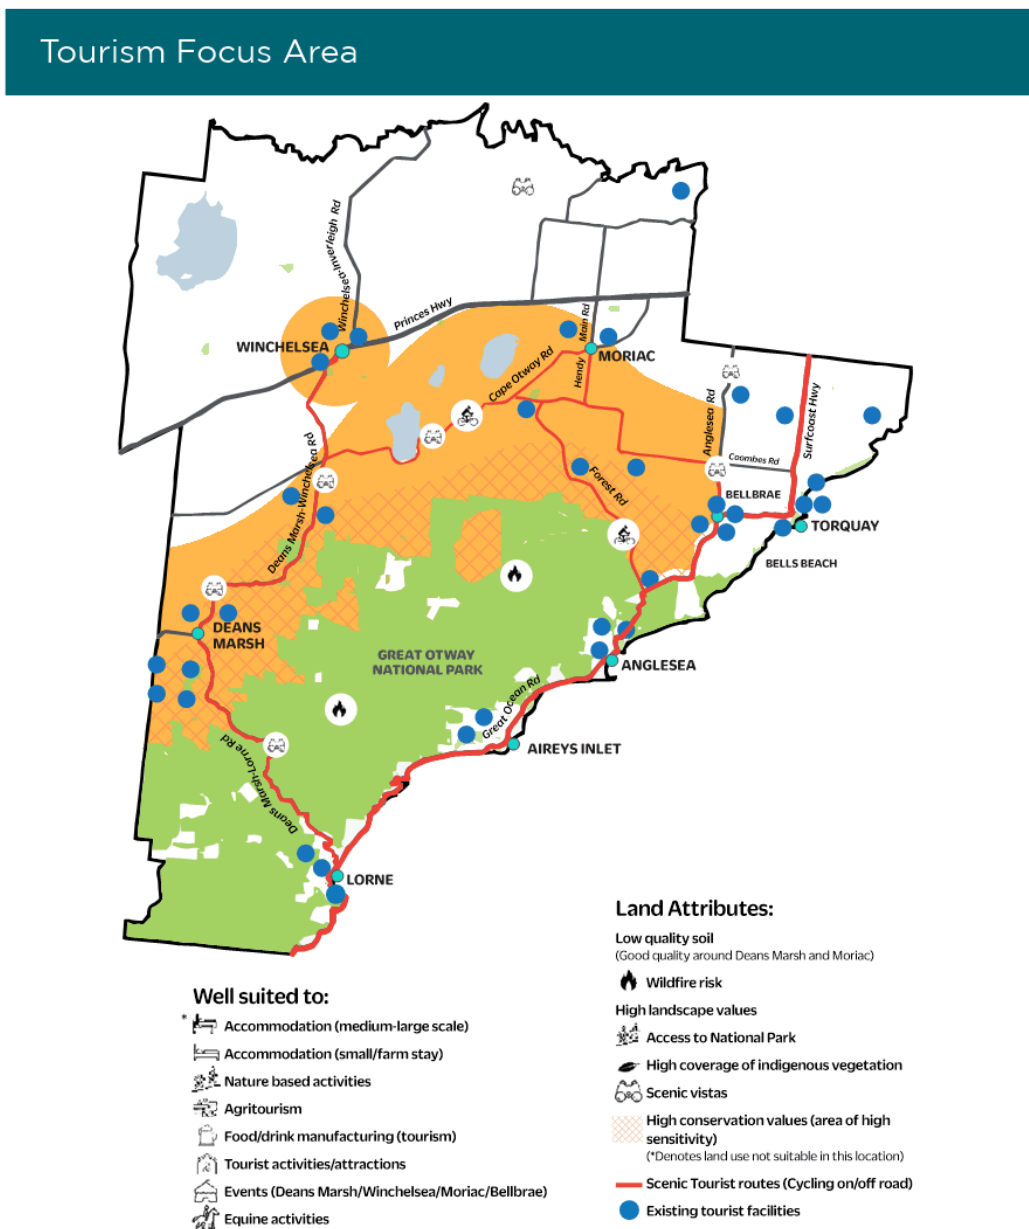 Tourism Focus Area
Winchelsea-Inverleigh Rd
Princes Hwy
WINCHELSEA
Cape Otway Rd
Hendy Main Rd
MORIAC
Anglesea Rd
Surfcoast Hwy
Coombes Rd
Deans Marsh-Winchelsea Rd
Forest Rd
BELLBRAE
TORQUAY
BELLS BEACH
DEANS
MARSH
GREAT OTWAY
NATIONAL PARK
ANGLESEA
Great Ocean Rd
AIREYS INLET
Deans Marsh-Lorne Rd
LORNE
Well suited to:
* Accommodation (medium-large scale)
Accommodation (small/farm stay)
Nature based activities
Agritourism
Food/drink manufacturing (tourism)
Tourist activities/attractions
Events (Deans Marsh/Winchelsea/Moriac/Bellbrae)
Equine activities
Land Attributes:
Low quality soil
(Good quality around Deans Marsh and Moriac)
Wildfire risk
High landscape values
Access to National Park
High coverage of indigenous vegetation
Scenic vistas
High conservation values (area of high
sensitivity)
(*Denotes land use not suitable in this location)
Scenic Tourist routes (Cycling on/off road)
Existing tourist facilities